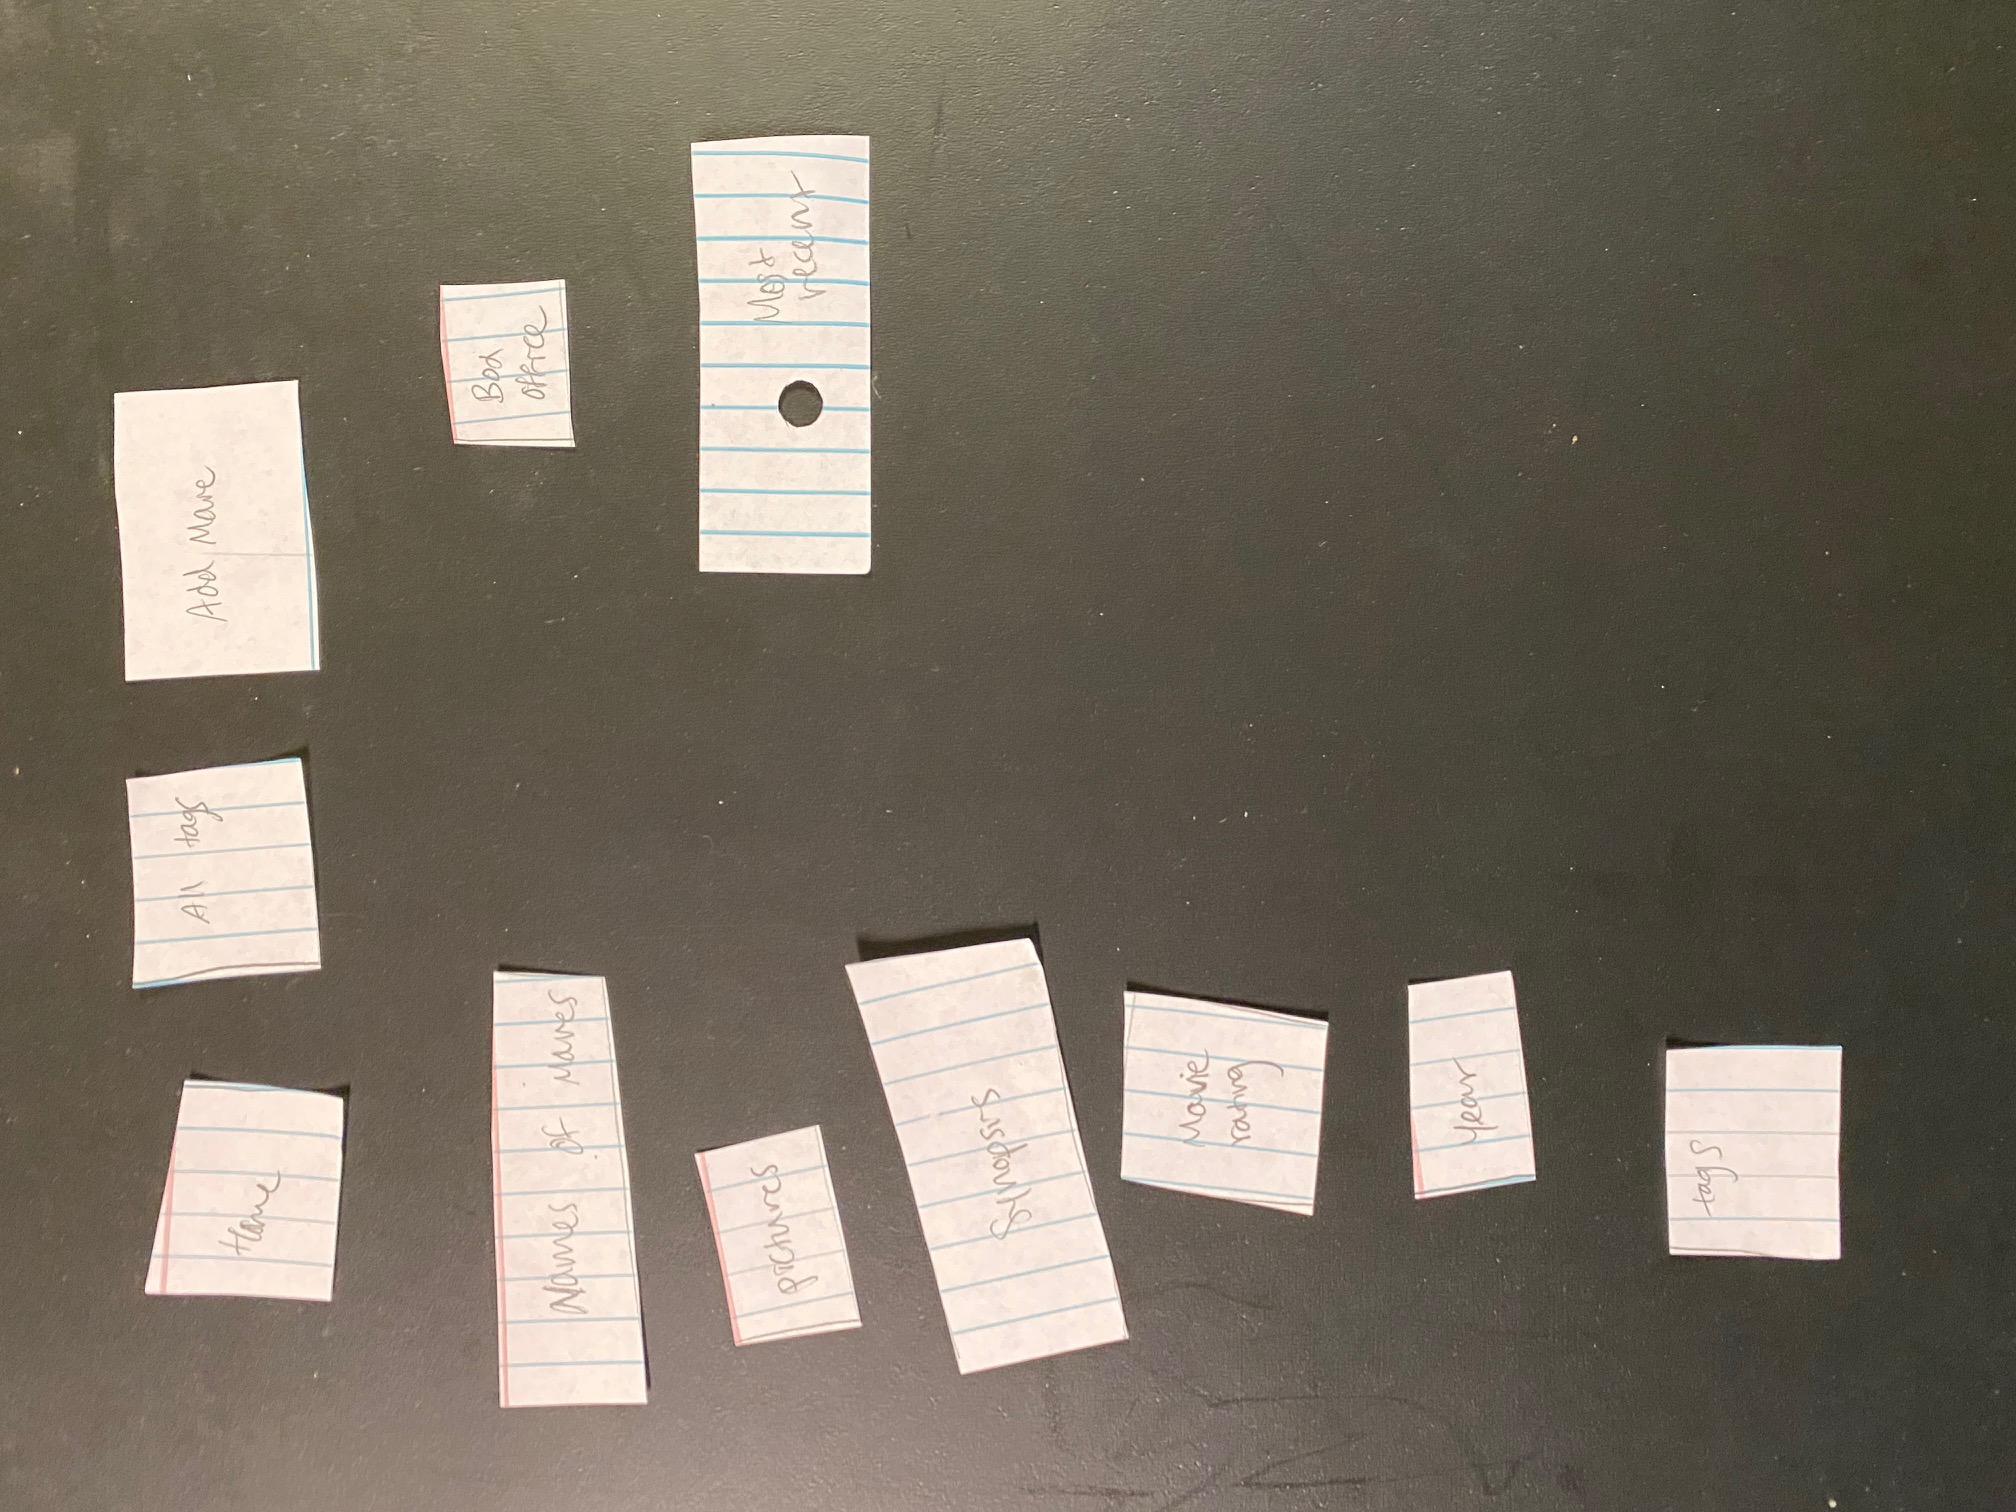 Home
All tags
Add Movie
Names of Movies
Box
office
pictures
Most
recent
Synopsis
Movie
rating
year
tags